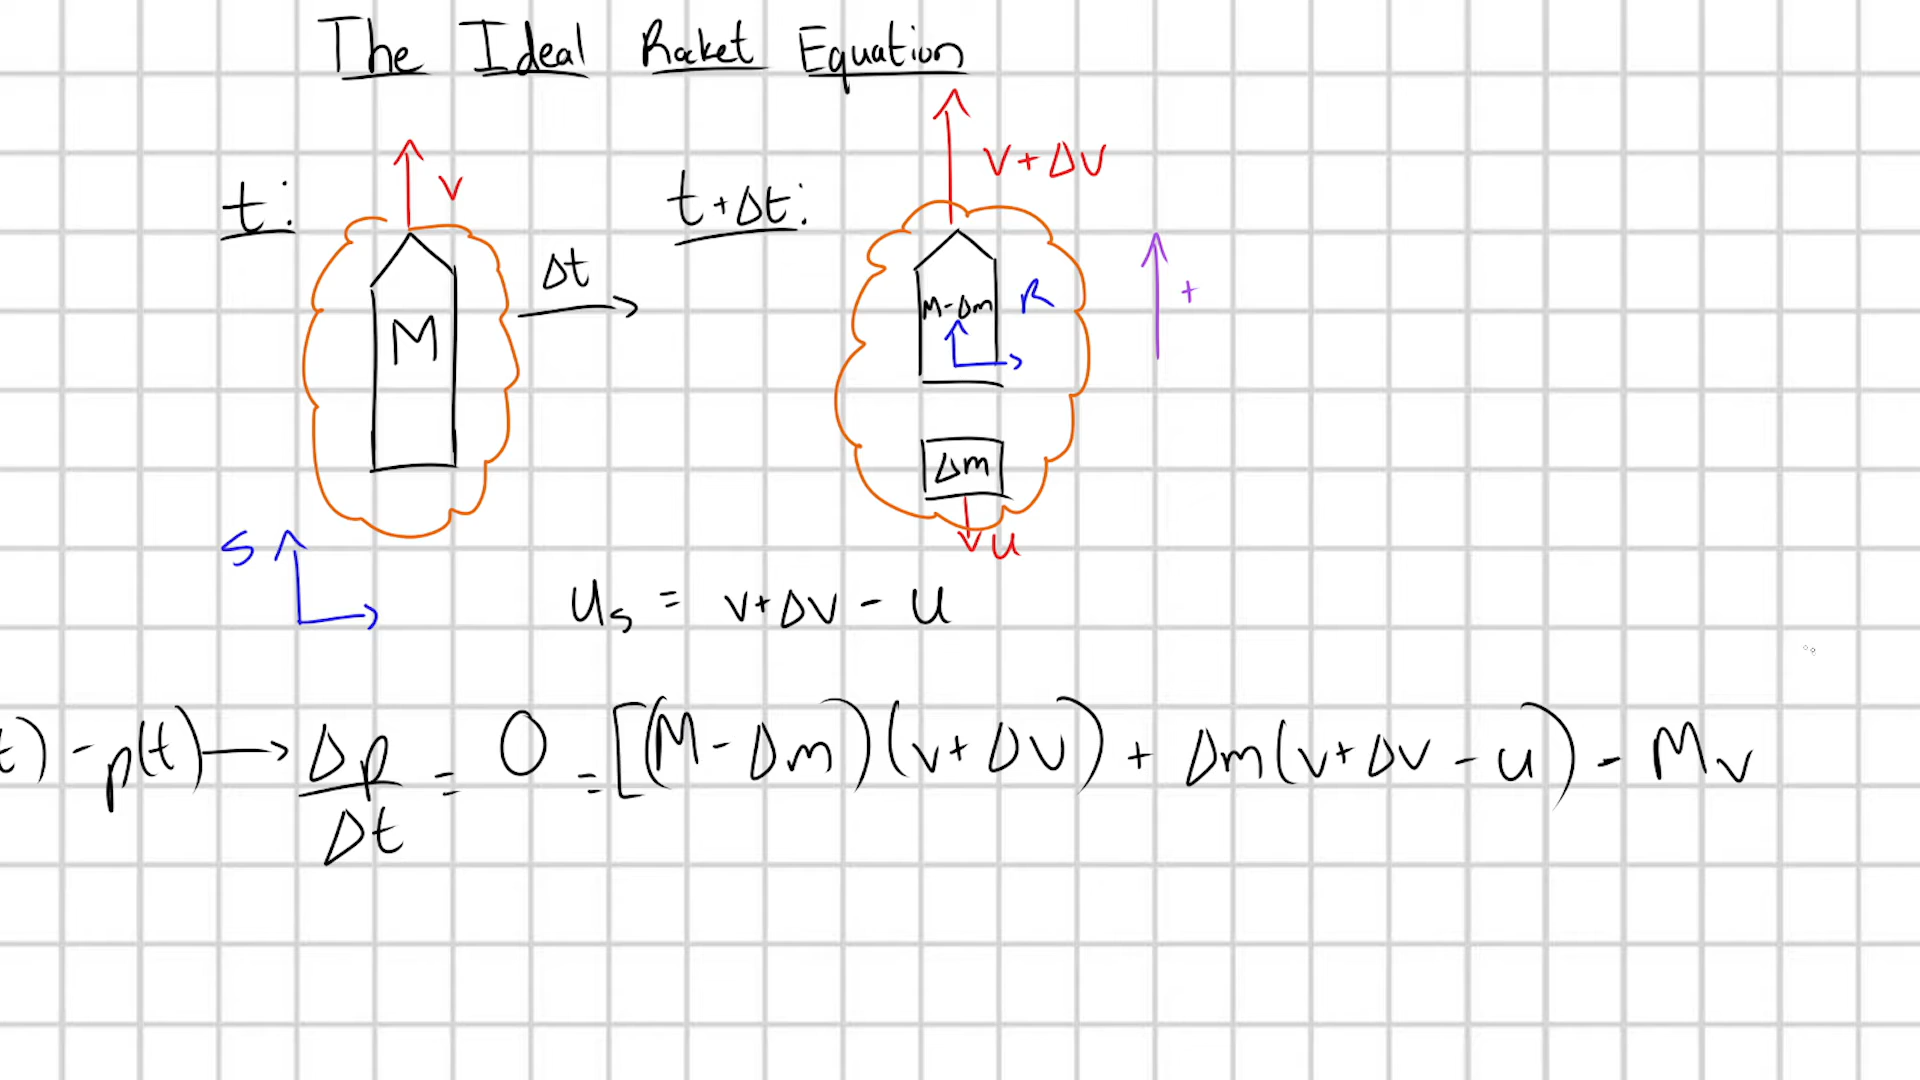 The Ideal Rocket Equation
t:
v
M
Δt
t+Δt:
v+Δv
M-Δm
R
+
Δm
u
S
u_s = v+Δv - u
t) - p(t) → Δp/Δt = 0 = [(M-Δm)(v+Δv) + Δm(v+Δv-u) - Mv